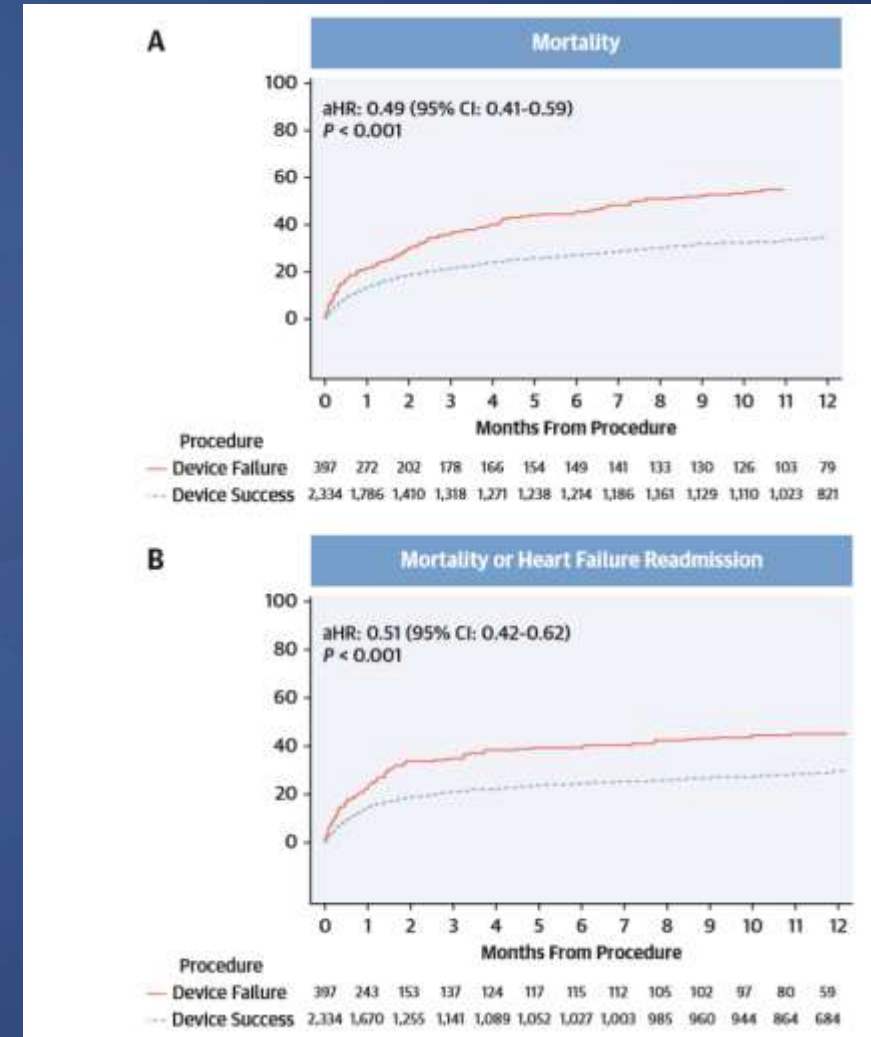 A
Mortality
100
aHR: 0.49 (95% CI: 0.41-0.59)
80
P < 0.001
60
40
20
0
0 1 2 3 4 5 6 7 8 9 10 11 12
Months From Procedure
Procedure
Device Failure 397 272 202 178 166 154 149 141 133 130 126 103 79
Device Success 2,334 1,786 1,410 1,318 1,271 1,238 1,214 1,186 1,161 1,129 1,110 1,023 821
B
Mortality or Heart Failure Readmission
100
aHR: 0.51 (95% CI: 0.42-0.62)
80
P < 0.001
60
40
20
0
0 1 2 3 4 5 6 7 8 9 10 11 12
Months From Procedure
Procedure
Device Failure 397 243 153 137 124 117 115 112 105 102 97 80 59
Device Success 2,334 1,670 1,255 1,141 1,089 1,052 1,027 1,003 985 960 944 864 684